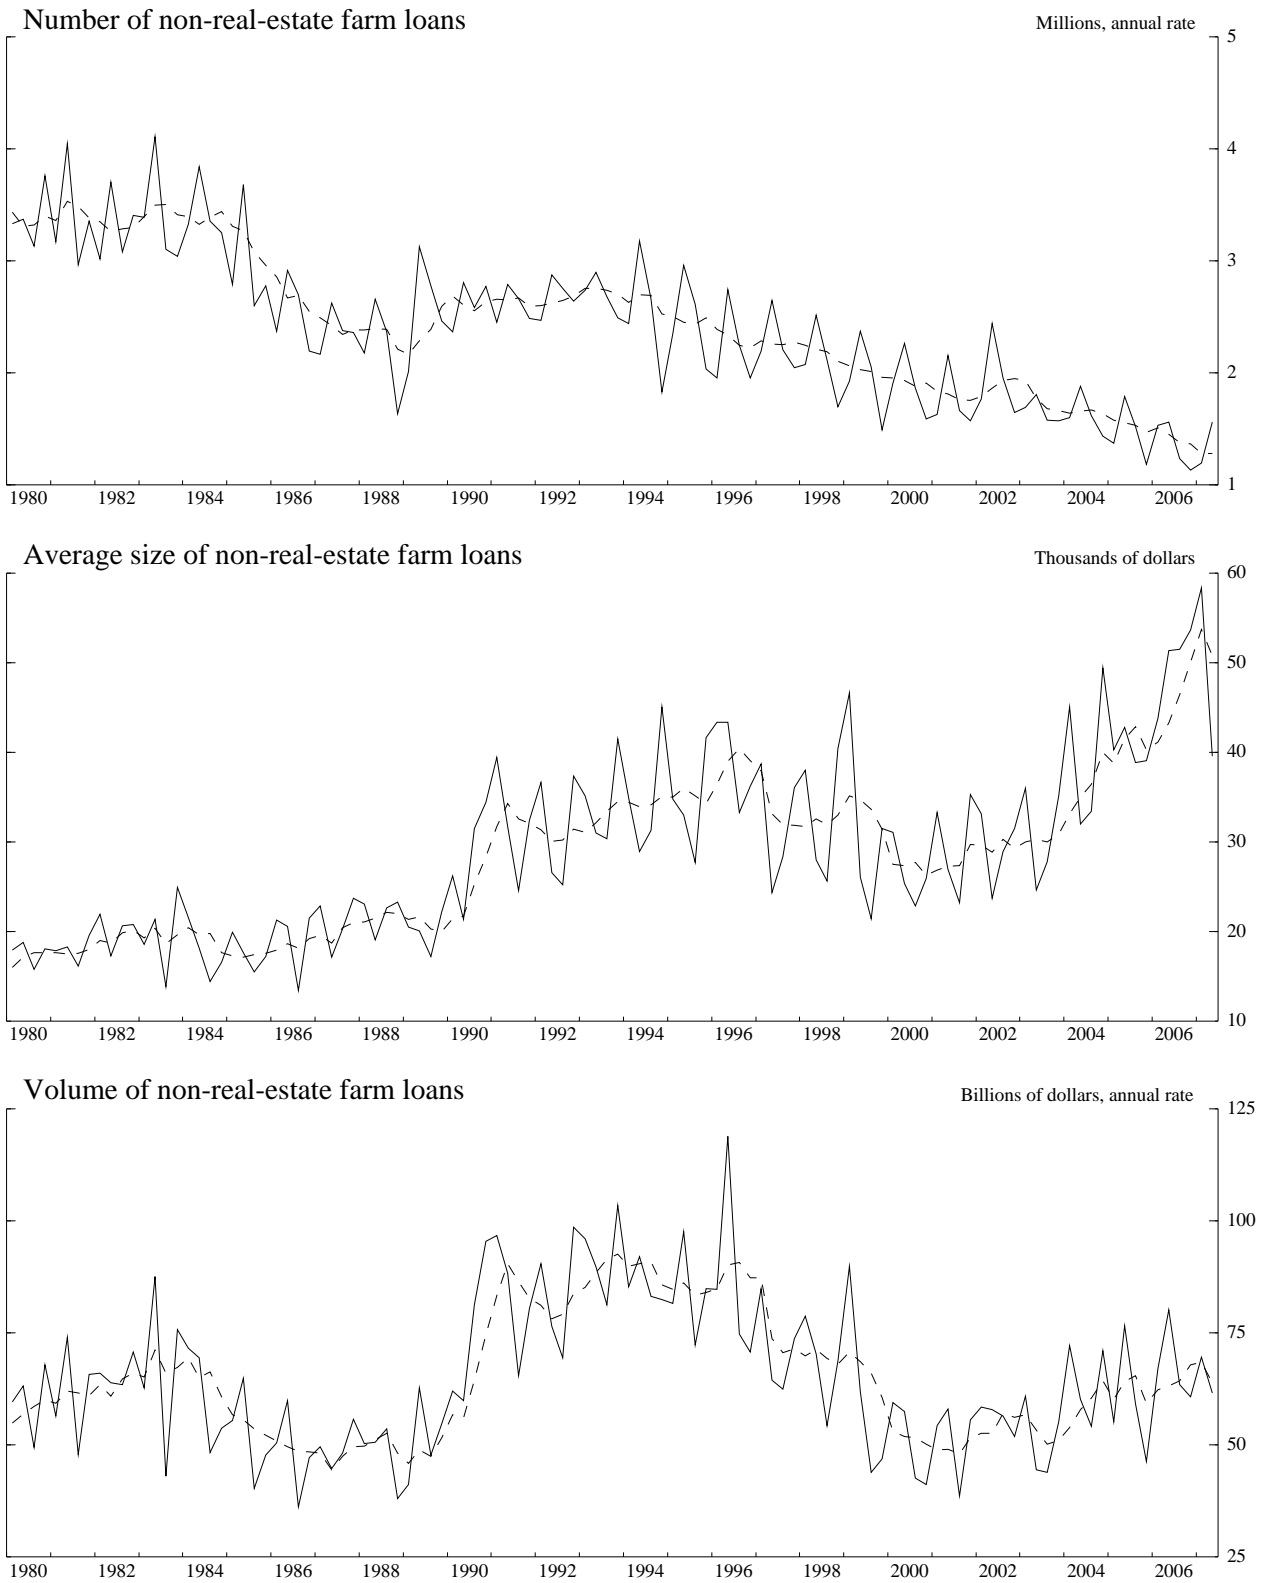 Number of non-real-estate farm loans Millions, annual rate
5
4
3
2
1
1980 1982 1984 1986 1988 1990 1992 1994 1996 1998 2000 2002 2004 2006
Average size of non-real-estate farm loans Thousands of dollars
60
50
40
30
20
10
1980 1982 1984 1986 1988 1990 1992 1994 1996 1998 2000 2002 2004 2006
Volume of non-real-estate farm loans Billions of dollars, annual rate
125
100
75
50
25
1980 1982 1984 1986 1988 1990 1992 1994 1996 1998 2000 2002 2004 2006